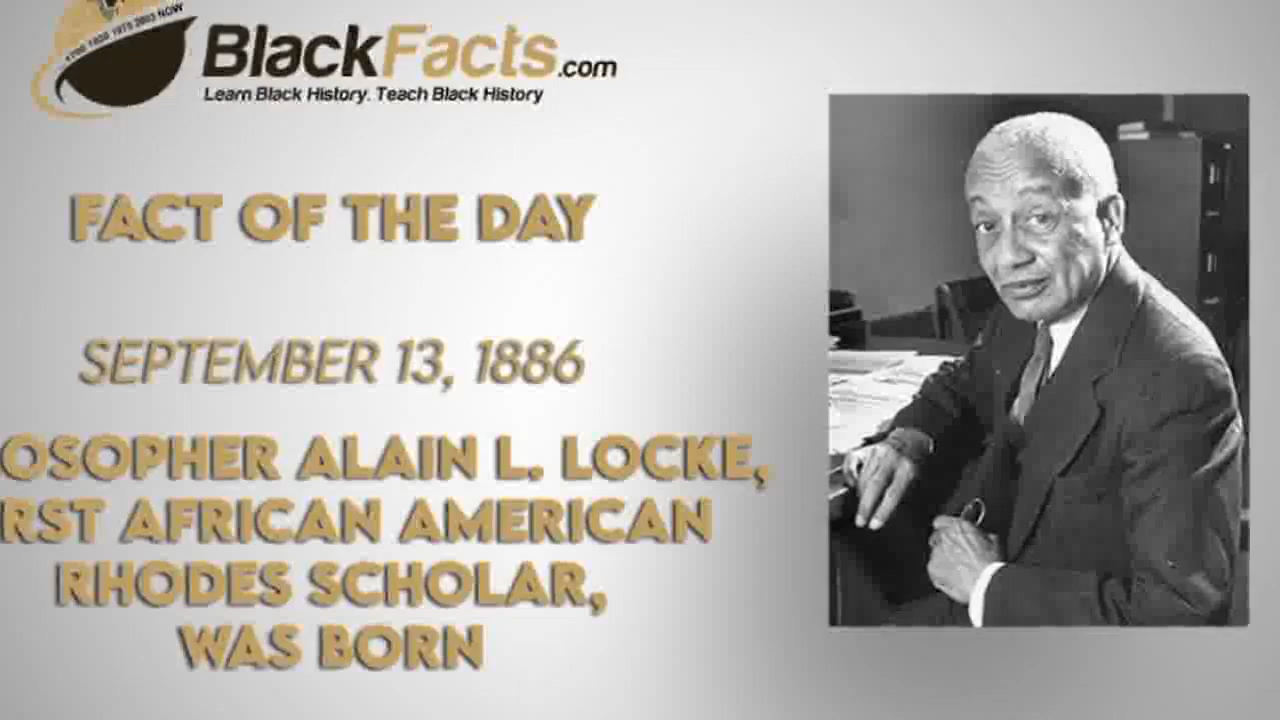 BlackFacts.com
Learn Black History. Teach Black History
FACT OF THE DAY
SEPTEMBER 13, 1886
OSOPHER ALAIN L. LOCKE,
RST AFRICAN AMERICAN
RHODES SCHOLAR,
WAS BORN